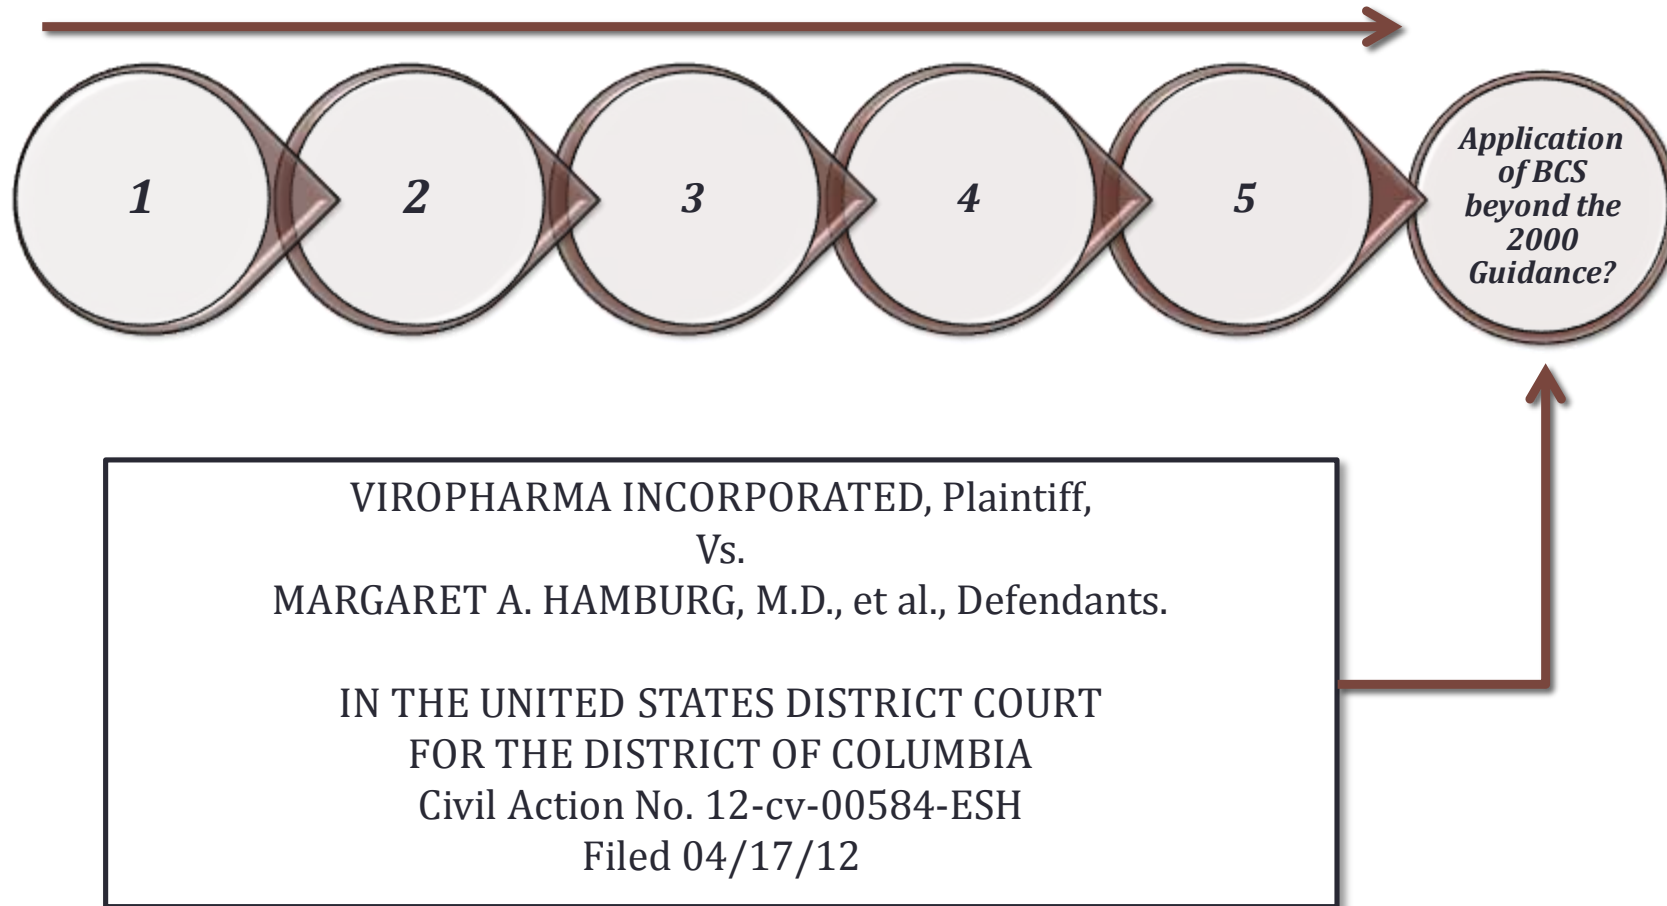 1
2
3
4
5
Application
of BCS
beyond the
2000
Guidance?
VIROPHARMA INCORPORATED, Plaintiff,
Vs.
MARGARET A. HAMBURG, M.D., et al., Defendants.
IN THE UNITED STATES DISTRICT COURT
FOR THE DISTRICT OF COLUMBIA
Civil Action No. 12-cv-00584-ESH
Filed 04/17/12